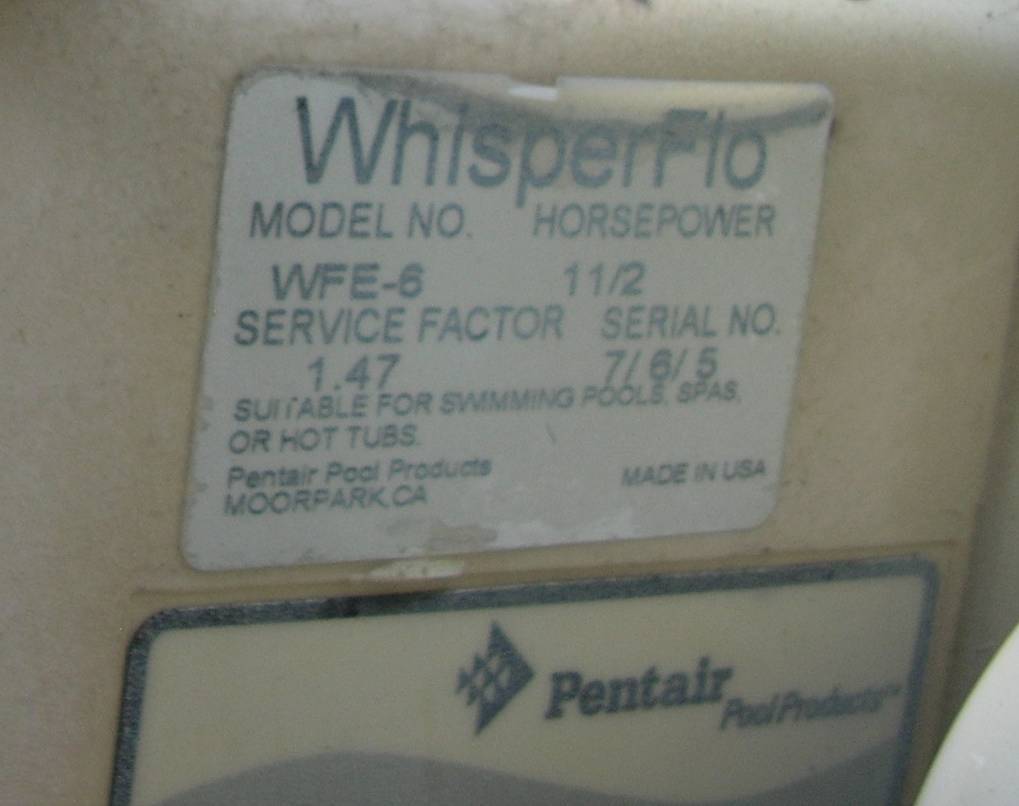 WhisperFlo
MODEL NO. HORSEPOWER
WFE-6 11/2
SERVICE FACTOR SERIAL NO.
1.47 7/ 6/ 5
SUITABLE FOR SWIMMING POOLS, SPAS,
OR HOT TUBS.
Pentair Pool Products MADE IN USA
MOORPARK, CA
Pentair
Pool Products™